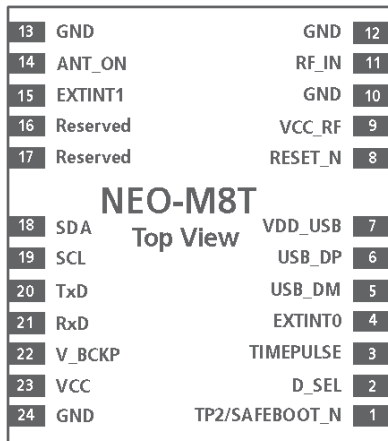 13 GND GND 12
14 ANT_ON RF_IN 11
15 EXTINT1 GND 10
16 Reserved VCC_RF 9
17 Reserved RESET_N 8
NEO-M8T
Top View
18 SDA VDD_USB 7
19 SCL USB_DP 6
20 TxD USB_DM 5
21 RxD EXTINT0 4
22 V_BCKP TIMEPULSE 3
23 VCC D_SEL 2
24 GND TP2/SAFEBOOT_N 1